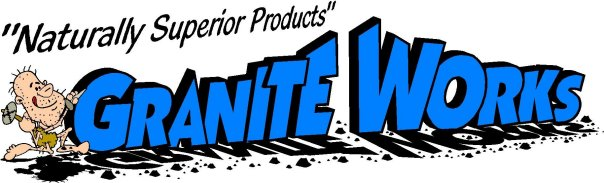 "Naturally Superior Products"
GRANITE WORKS